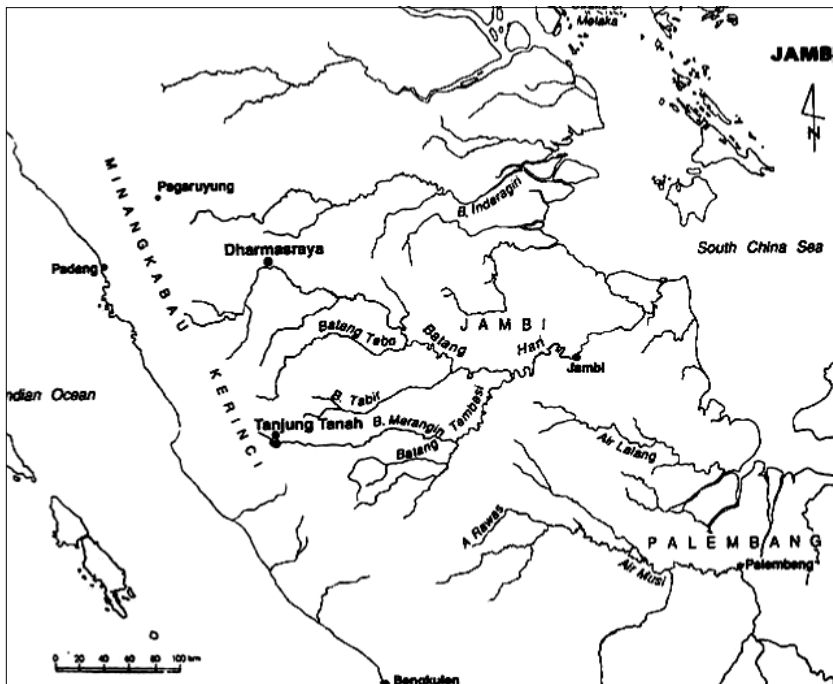 Melaka
JAMB
N
MINANGKABAU
Pagaruyung
B. Inderagiri
South China Sea
Dharmasraya
Padang
JAMBI
Batang Tebo
Batang
Hari
Jambi
KERINCI
ndian Ocean
B. Tabir
Tanjung Tanah
B. Merangin
Tembesi
Batang
Air Lalang
A. Rawas
PALEMBANG
Air Musi
Palembang
0 20 40 60 80 100 km
Bengkulen